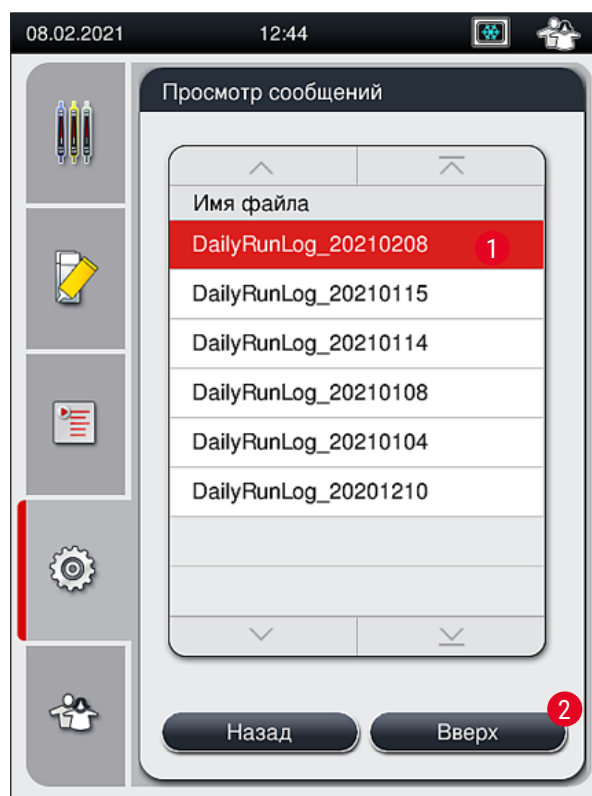 08.02.2021 12:44
Просмотр сообщений
Имя файла
DailyRunLog_20210208 1
DailyRunLog_20210115
DailyRunLog_20210114
DailyRunLog_20210108
DailyRunLog_20210104
DailyRunLog_20201210
2
Назад Вверх